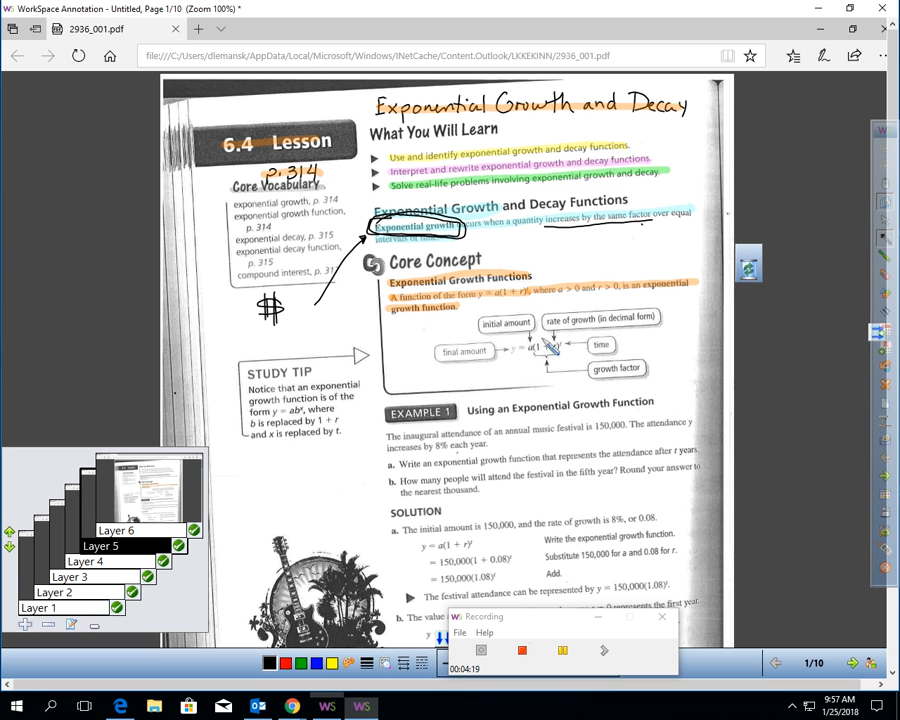 WorkSpace Annotation - Untitled, Page 1/10 (Zoom 100%) *
2936_001.pdf
file:///C:/Users/dlemansk/AppData/Local/Microsoft/Windows/INetCache/Content.Outlook/LKKEKINN/2936_001.pdf
Exponential Growth and Decay
6.4 Lesson
What You Will Learn
Use and identify exponential growth and decay functions.
Interpret and rewrite exponential growth and decay functions.
Solve real-life problems involving exponential growth and decay.
p. 314
Core Vocabulary
exponential growth, p. 314
exponential growth function,
p. 314
exponential decay, p. 315
exponential decay function,
p. 315
compound interest, p. 31
$
Exponential Growth and Decay Functions
Exponential growth occurs when a quantity increases by the same factor over equal
intervals of time.
Core Concept
Exponential Growth Functions
A function of the form y = a(1 + r)ᵗ, where a > 0 and r > 0, is an exponential
growth function.
initial amount
rate of growth (in decimal form)
final amount
y = a(1 + r)ᵗ
time
growth factor
STUDY TIP
Notice that an exponential
growth function is of the
form y = abˣ, where
b is replaced by 1 + r
and x is replaced by t.
EXAMPLE 1 Using an Exponential Growth Function
The inaugural attendance of an annual music festival is 150,000. The attendance y
increases by 8% each year.
a. Write an exponential growth function that represents the attendance after t years.
b. How many people will attend the festival in the fifth year? Round your answer to
the nearest thousand.
SOLUTION
a. The initial amount is 150,000, and the rate of growth is 8%, or 0.08.
y = a(1 + r)ᵗ Write the exponential growth function.
= 150,000(1 + 0.08)ᵗ Substitute 150,000 for a and 0.08 for r.
= 150,000(1.08)ᵗ Add.
The festival attendance can be represented by y = 150,000(1.08)ᵗ.
b. The value represents the first year.
y
Layer 6
Layer 5
Layer 4
Layer 3
Layer 2
Layer 1
WS Recording
File Help
00:04:19
1/10
9:57 AM
1/25/2018